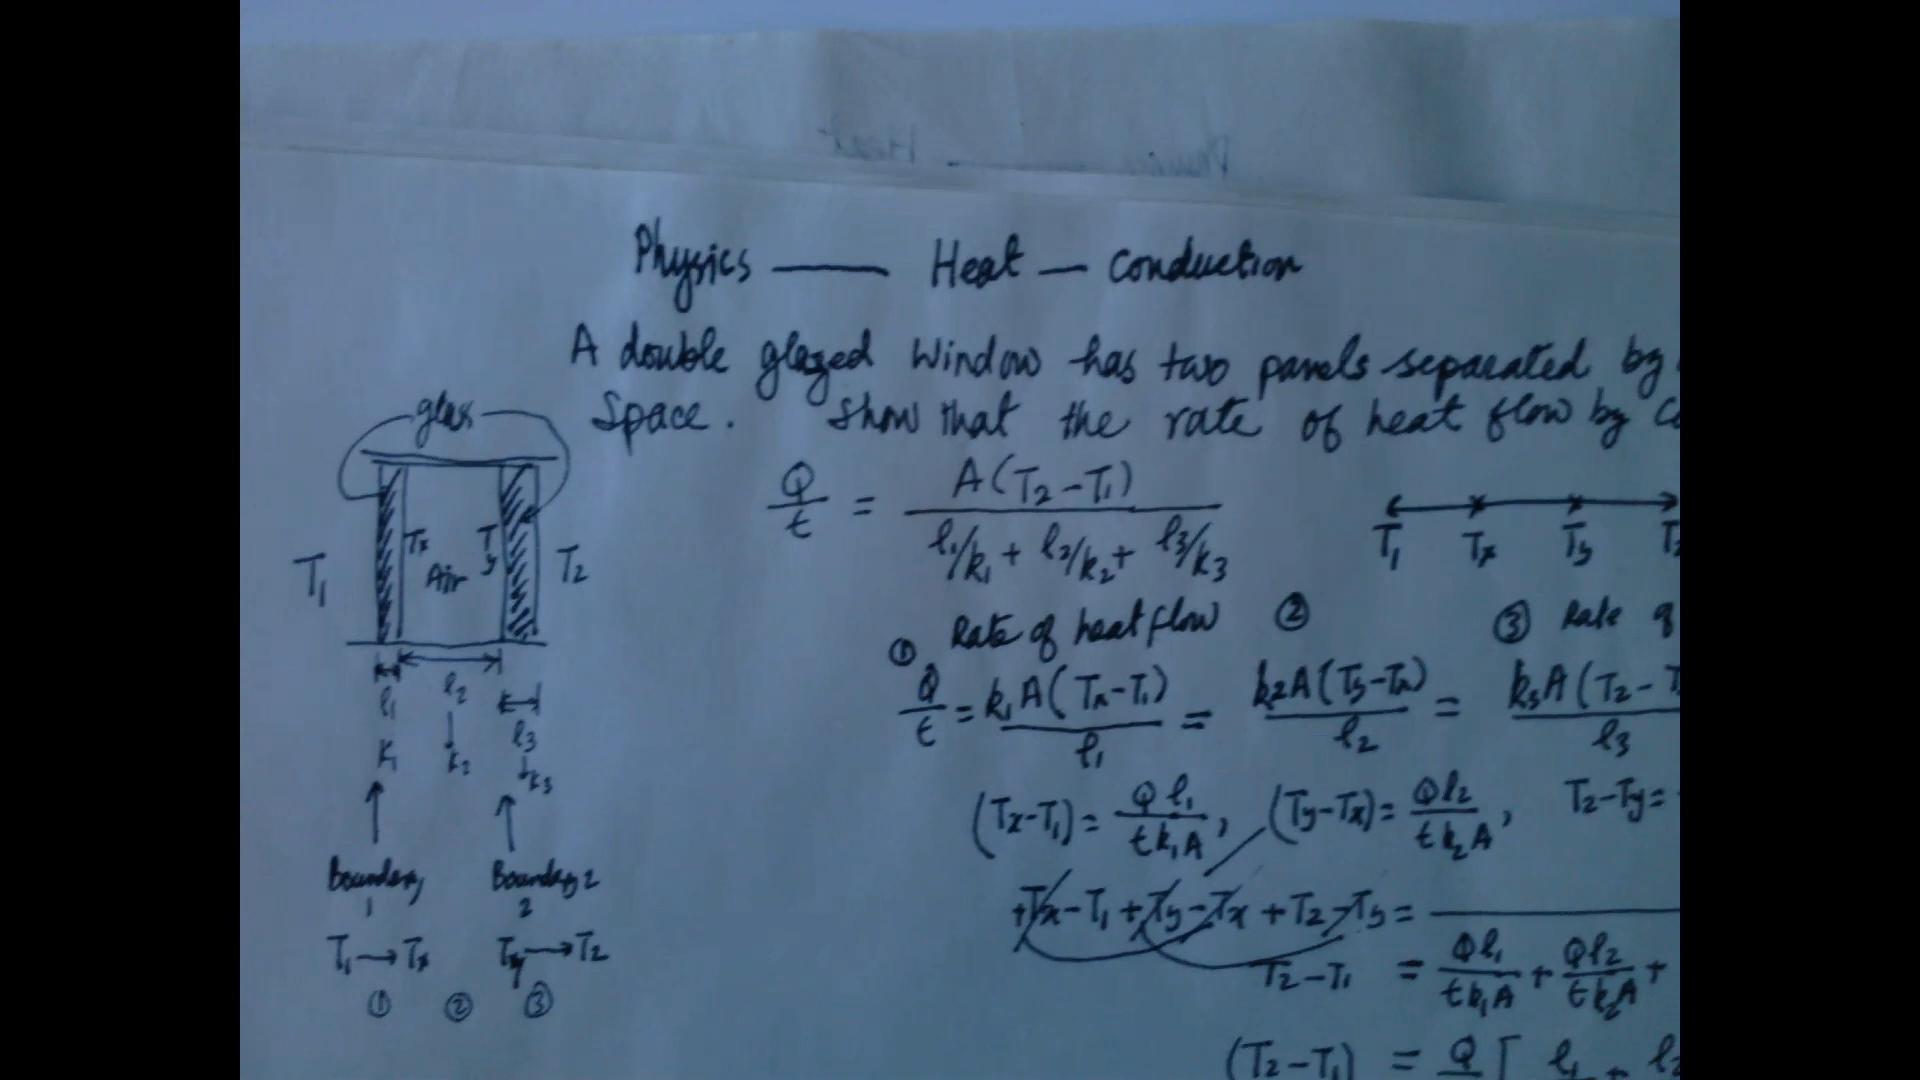 Physics —— Heat — Conduction
A double glazed window has two panels separated by
Space. Show that the rate of heat flow by
Q/t = A(T₂-T₁) / (l₁/k₁ + l₂/k₂ + l₃/k₃)
T₁ Tx Ty
glass
T₁ Tx Air Ty T₂
l₁ l₂ l₃
k₁ k₂ k₃
Boundary 1
Boundary 2
2
T₁→Tx Txy→T₂
① ② ③
① Rate of heat flow ② ③ Rate
Q/t = k₁A(Tx-T₁)/l₁ = k₂A(Ty-Tx)/l₂ = k₃A(T₂-/l₃
(Tx-T₁) = Ql₁/tk₁A, (Ty-Tx) = Ql₂/tk₂A, T₂-Ty=
+Tx-T₁+Ty-Tx+T₂-Ty =
T₂-T₁ = Ql₁/tk₁A + Ql₂/tk₂A +
(T₂-T₁) = Q [ l₁ +